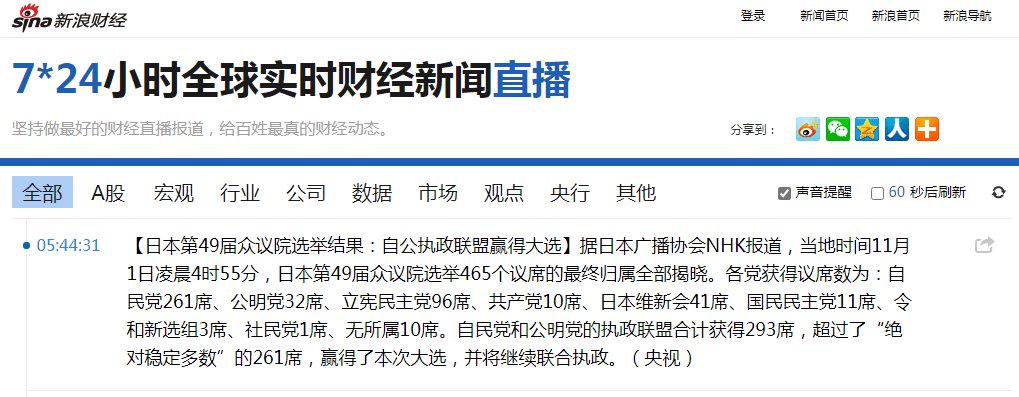 sina 新浪财经
登录 新闻首页 新浪首页 新浪导航
7*24小时全球实时财经新闻直播
坚持做最好的财经直播报道，给百姓最真的财经动态。
分享到：
全部 A股 宏观 行业 公司 数据 市场 观点 央行 其他 声音提醒 60 秒后刷新
05:44:31 【日本第49届众议院选举结果：自公执政联盟赢得大选】据日本广播协会NHK报道，当地时间11月
1日凌晨4时55分，日本第49届众议院选举465个议席的最终归属全部揭晓。各党获得议席数为：自
民党261席、公明党32席、立宪民主党96席、共产党10席、日本维新会41席、国民民主党11席、令
和新选组3席、社民党1席、无所属10席。自民党和公明党的执政联盟合计获得293席，超过了“绝
对稳定多数”的261席，赢得了本次大选，并将继续联合执政。（央视）